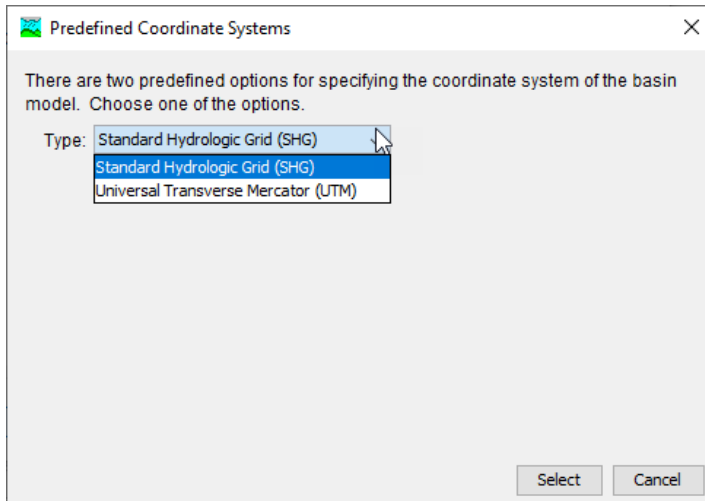 Predefined Coordinate Systems
There are two predefined options for specifying the coordinate system of the basin
model. Choose one of the options.
Type: Standard Hydrologic Grid (SHG)
Standard Hydrologic Grid (SHG)
Universal Transverse Mercator (UTM)
Select Cancel